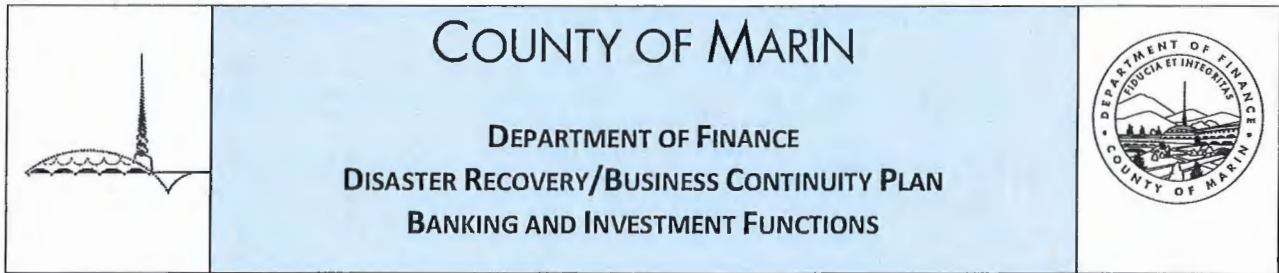 COUNTY OF MARIN
DEPARTMENT OF FINANCE
DISASTER RECOVERY/BUSINESS CONTINUITY PLAN
BANKING AND INVESTMENT FUNCTIONS
DEPARTMENT OF FINANCE
FIDUCIA ET INTEGRITAS
COUNTY OF MARIN